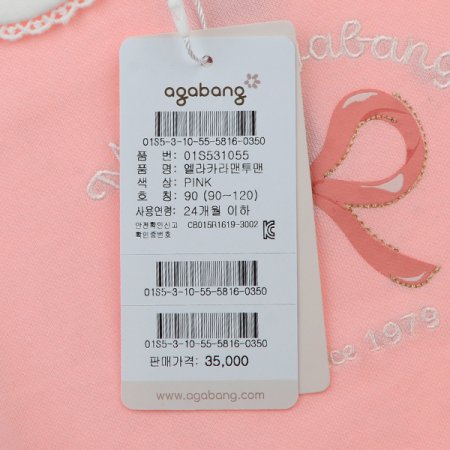 agabang
agabang
1959
01S5-3-10-55-5816-0350
품 번: 01S531055
품 명: 엘라카라맨투맨
색 상: PINK
호 칭: 90 (90~120)
사용연령: 24개월 이하
안전확인신고
확인증번호 CB015R1619-3002
01S5-3-10-55-5816-0350
01S5-3-10-55-5816-0350
판매가격: 35,000
www.agabang.com
ce 1979